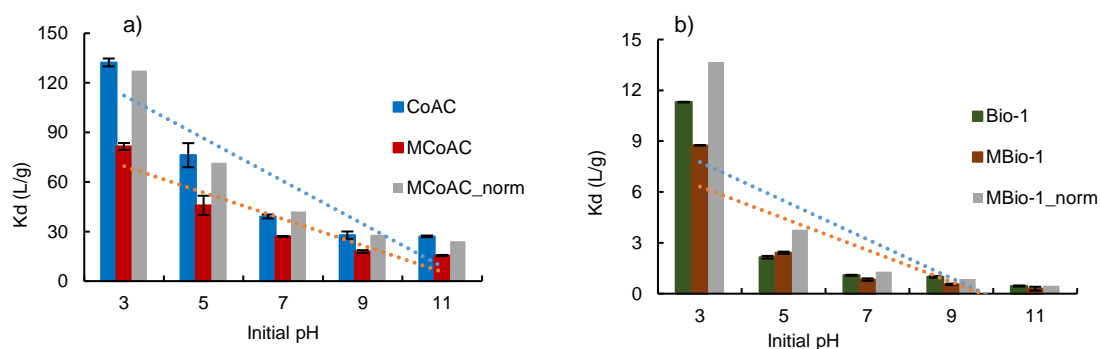 a)
150
120
90
60
30
0
Kd (L/g)
3 5 7 9 11
Initial pH
CoAC
MCoAC
MCoAC_norm
b)
15
12
9
6
3
0
Kd (L/g)
3 5 7 9 11
Initial pH
Bio-1
MBio-1
MBio-1_norm